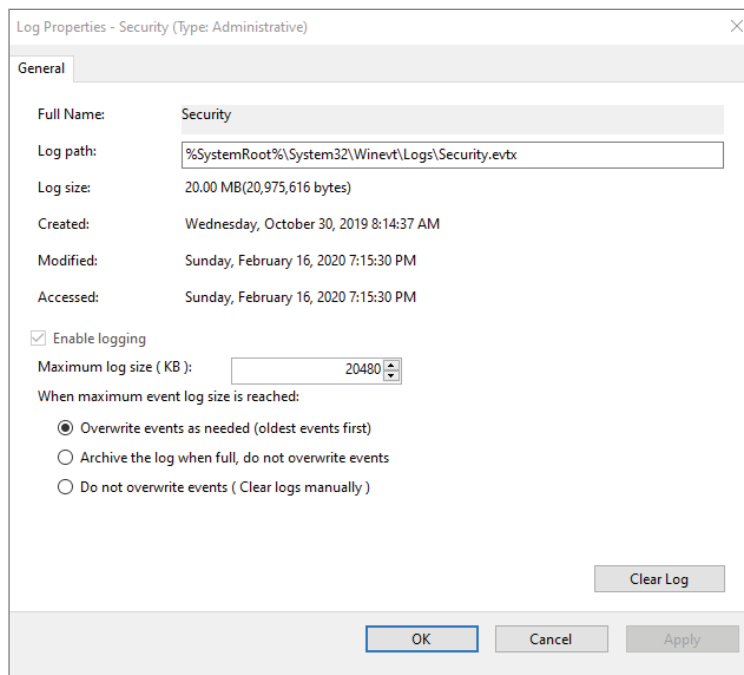 Log Properties - Security (Type: Administrative)
General
Full Name: Security
Log path: %SystemRoot%\System32\Winevt\Logs\Security.evtx
Log size: 20.00 MB(20,975,616 bytes)
Created: Wednesday, October 30, 2019 8:14:37 AM
Modified: Sunday, February 16, 2020 7:15:30 PM
Accessed: Sunday, February 16, 2020 7:15:30 PM
Enable logging
Maximum log size ( KB ): 20480
When maximum event log size is reached:
Overwrite events as needed (oldest events first)
Archive the log when full, do not overwrite events
Do not overwrite events ( Clear logs manually )
Clear Log
OK Cancel Apply